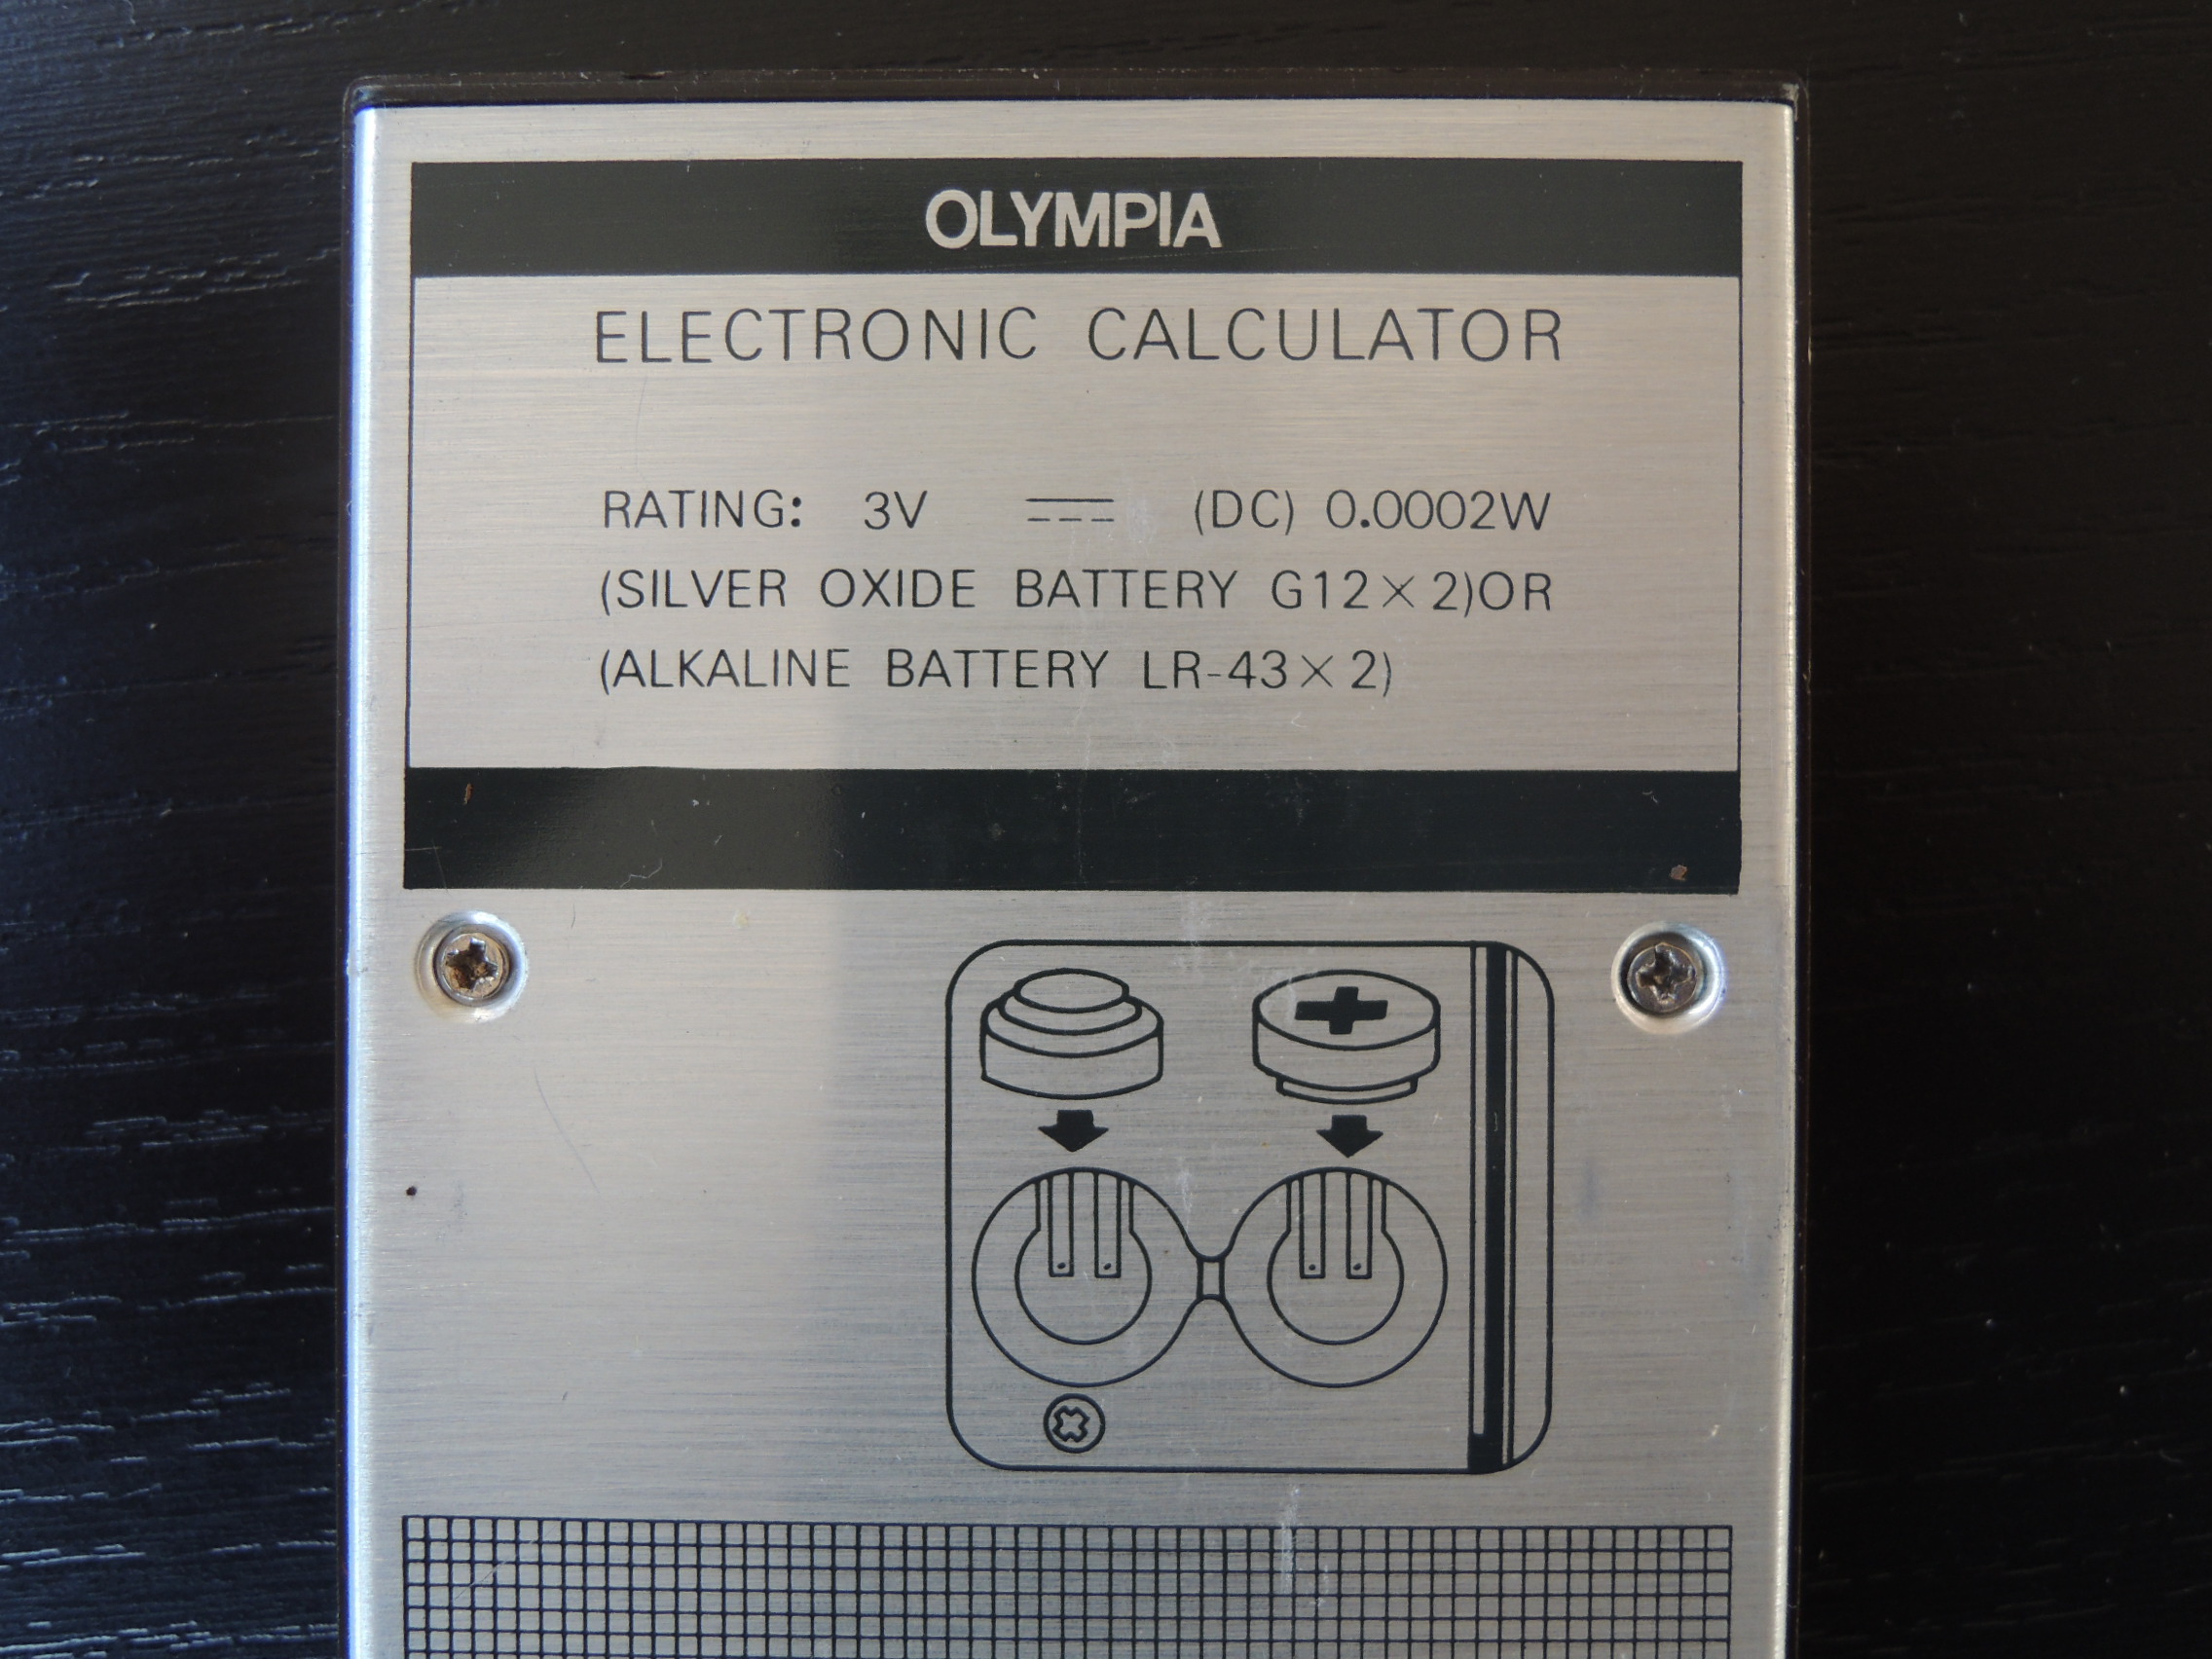 OLYMPIA
ELECTRONIC CALCULATOR
RATING: 3V ⎓ (DC) 0.0002W
(SILVER OXIDE BATTERY G12×2)OR
(ALKALINE BATTERY LR-43×2)
+